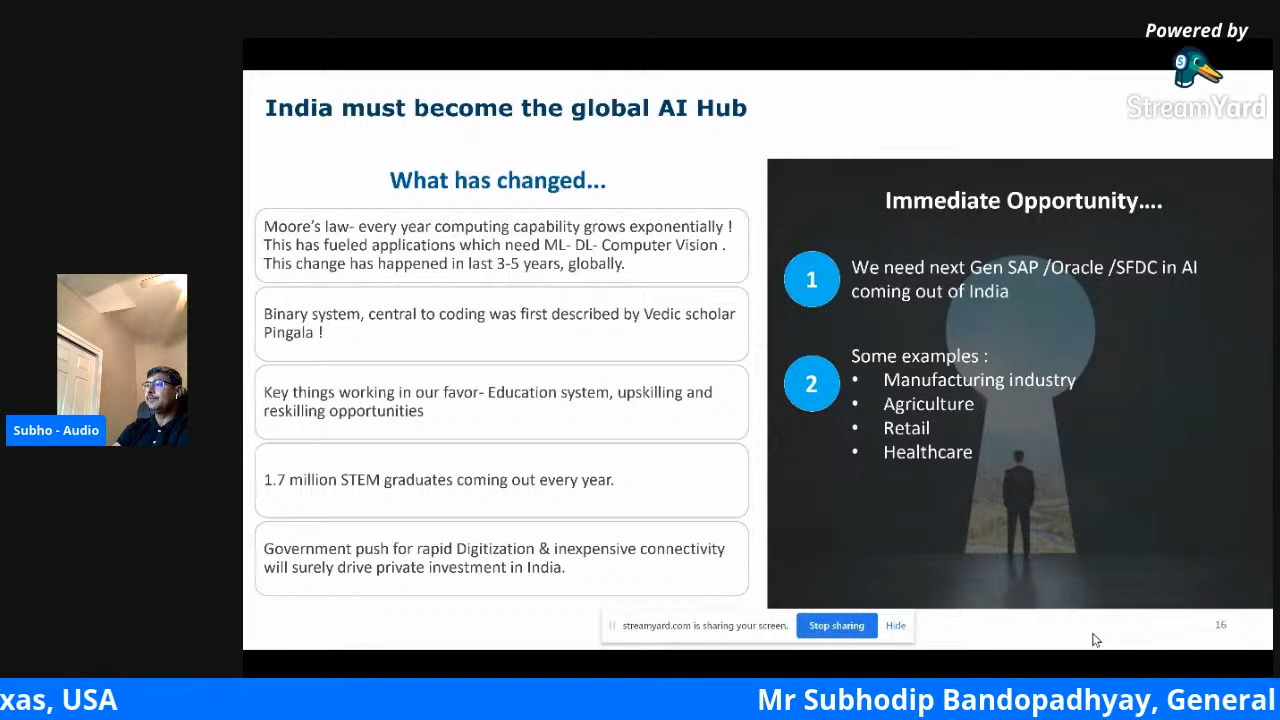 Powered by
StreamYard
India must become the global AI Hub
What has changed...
Moore’s law- every year computing capability grows exponentially !
This has fueled applications which need ML- DL- Computer Vision .
This change has happened in last 3-5 years, globally.
Binary system, central to coding was first described by Vedic scholar
Pingala !
Key things working in our favor- Education system, upskilling and
reskilling opportunities
1.7 million STEM graduates coming out every year.
Government push for rapid Digitization & inexpensive connectivity
will surely drive private investment in India.
Immediate Opportunity....
1
We need next Gen SAP /Oracle /SFDC in AI
coming out of India
2
Some examples :
• Manufacturing industry
• Agriculture
• Retail
• Healthcare
Subho - Audio
streamyard.com is sharing your screen. Stop sharing Hide
16
xas, USA Mr Subhodip Bandopadhyay, General